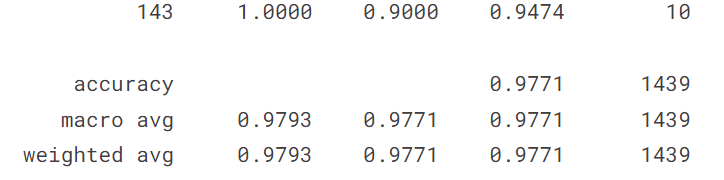 143 1.0000 0.9000 0.9474 10
accuracy 0.9771 1439
macro avg 0.9793 0.9771 0.9771 1439
weighted avg 0.9793 0.9771 0.9771 1439